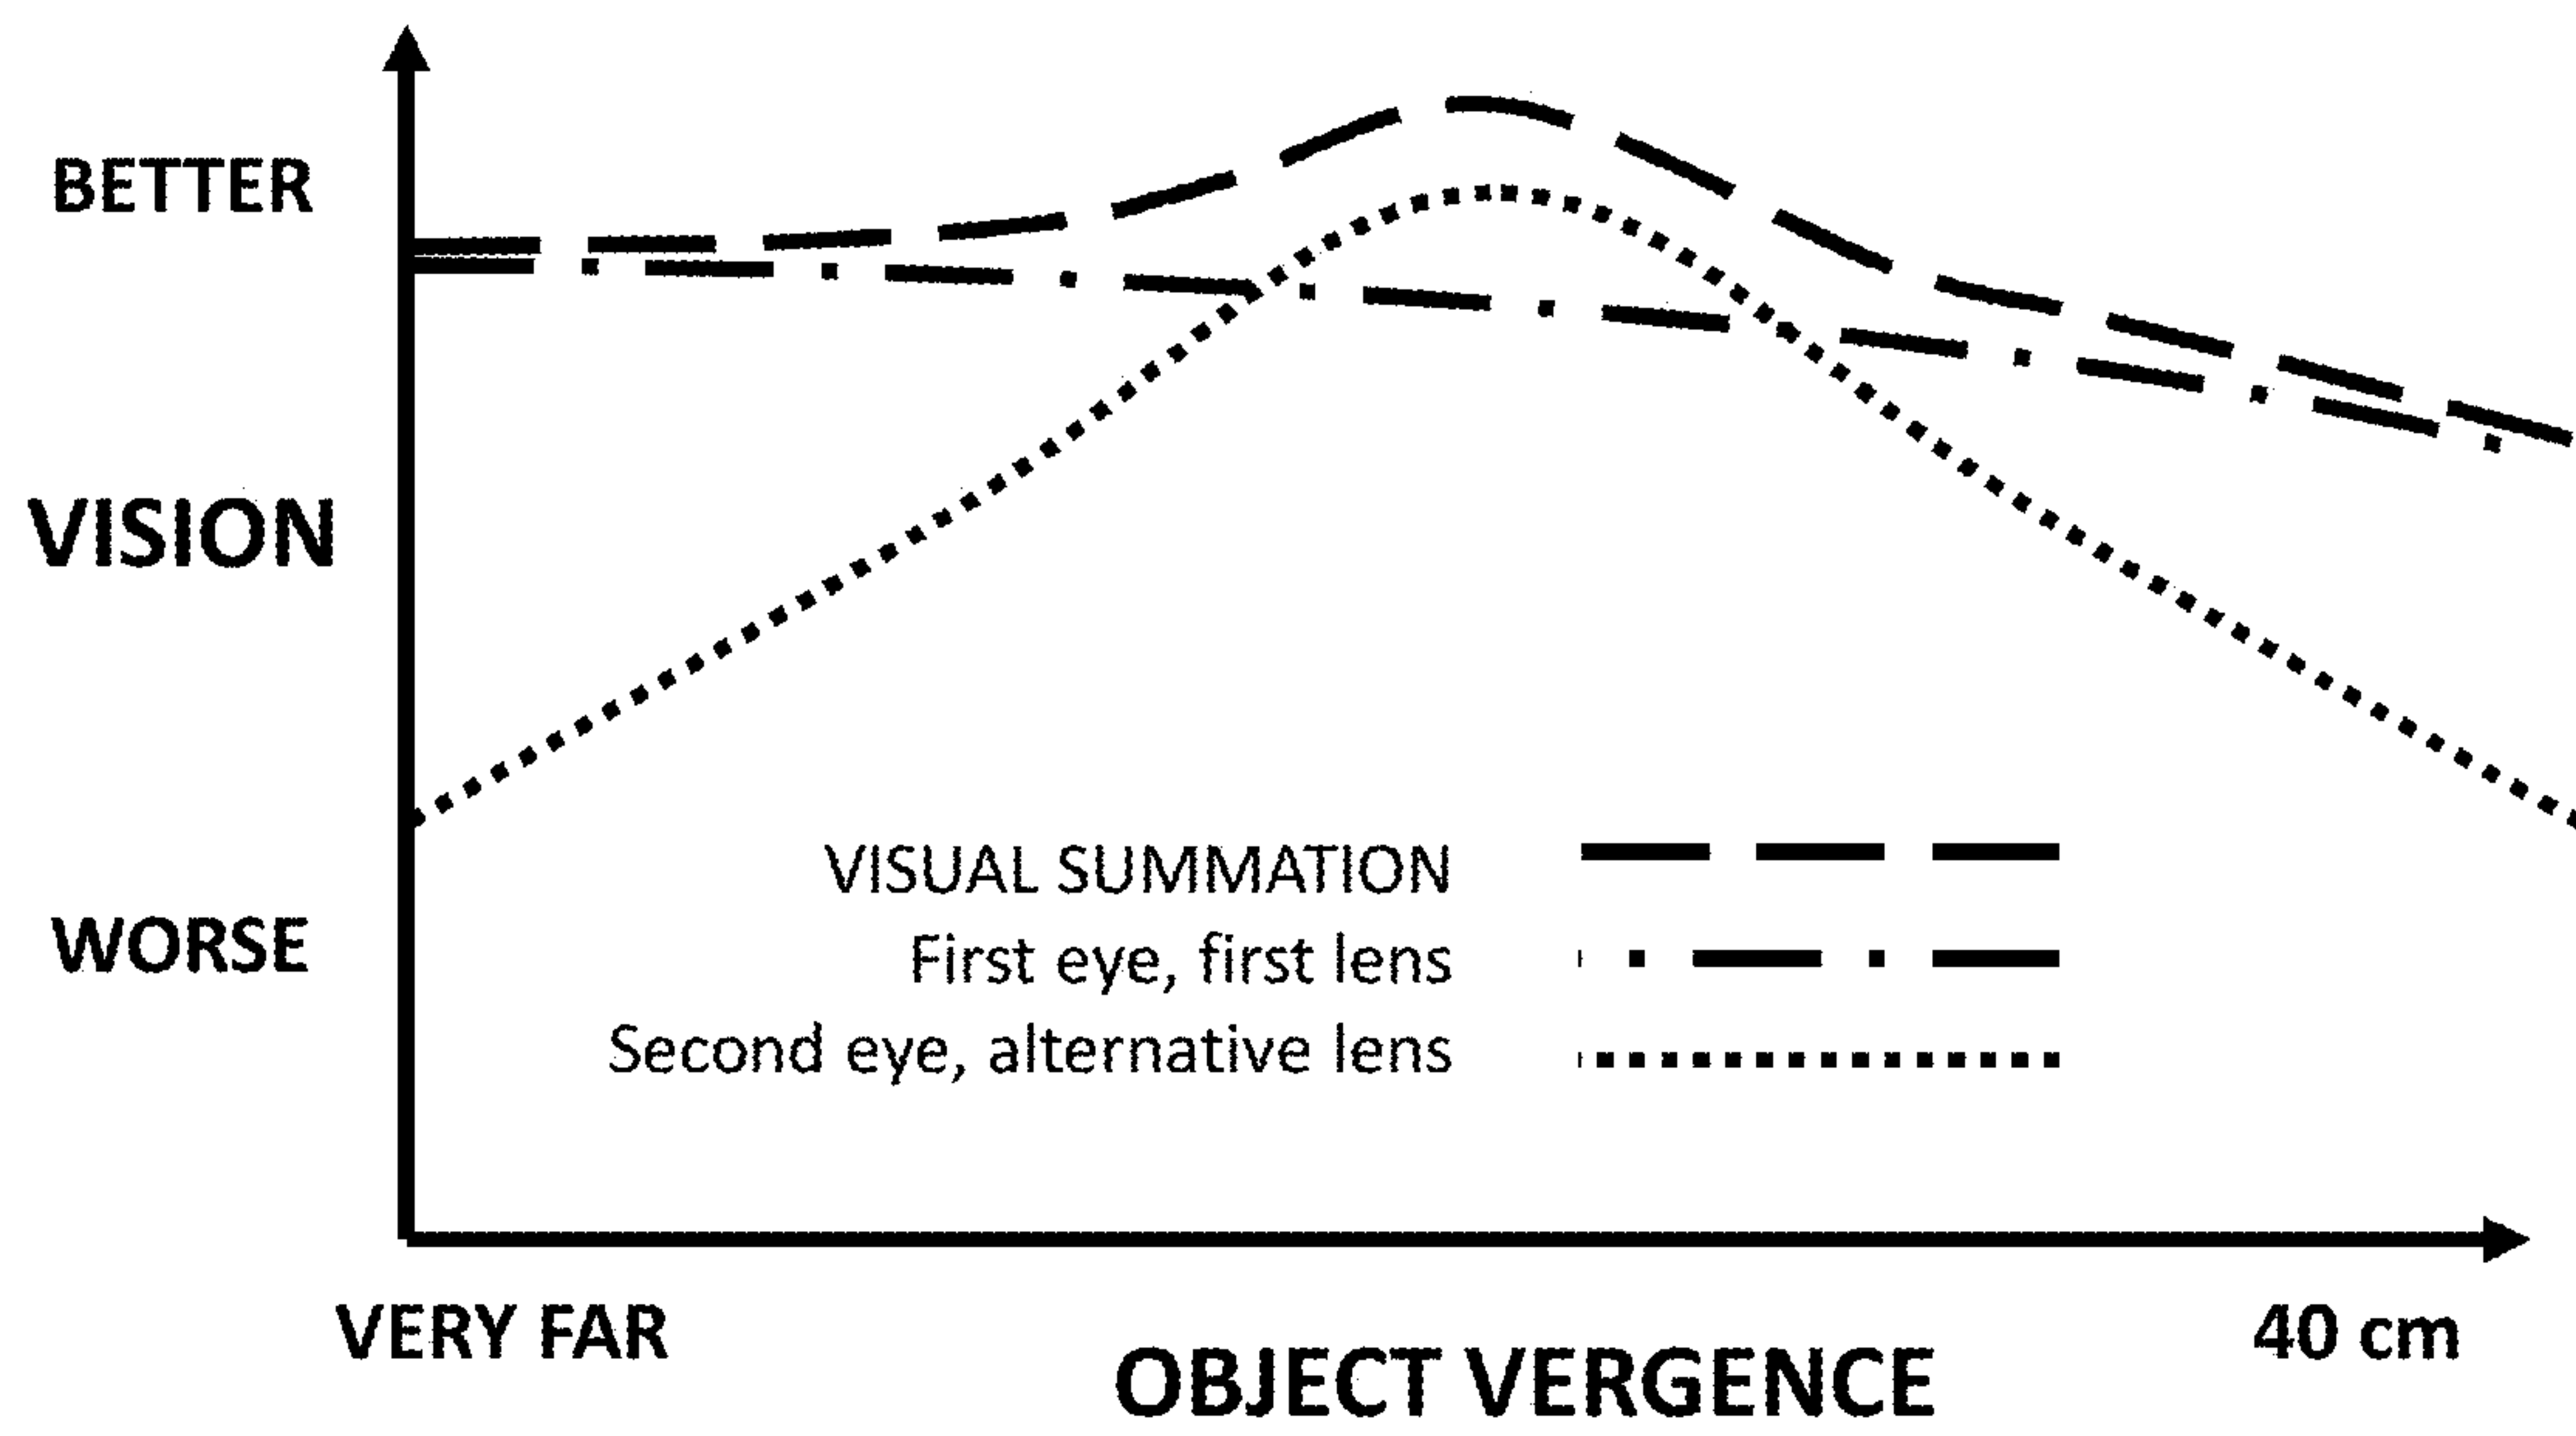 BETTER
VISION
VISUAL SUMMATION
WORSE
First eye, first lens
Second eye, alternative lens
VERY FAR
40 cm
OBJECT VERGENCE